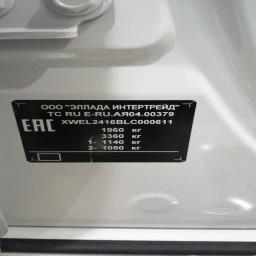 ООО "ЭЛЛАДА ИНТЕРТРЕЙД"
ТС RU E-RU.АЯ04.00379
XWEL2416BLC000611
EAC
1960 кг
3360 кг
1- 1140 кг
2- 1050 кг